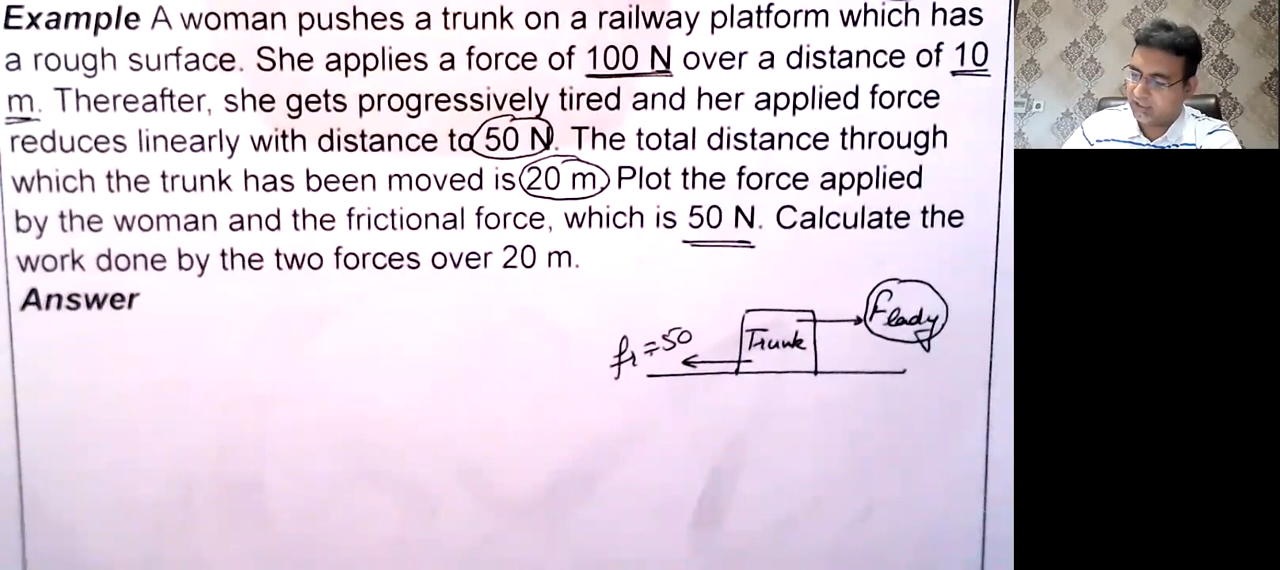 Example A woman pushes a trunk on a railway platform which has
a rough surface. She applies a force of 100 N over a distance of 10
m. Thereafter, she gets progressively tired and her applied force
reduces linearly with distance to 50 N. The total distance through
which the trunk has been moved is 20 m. Plot the force applied
by the woman and the frictional force, which is 50 N. Calculate the
work done by the two forces over 20 m.
Answer
fr=50
Trunk
Flady